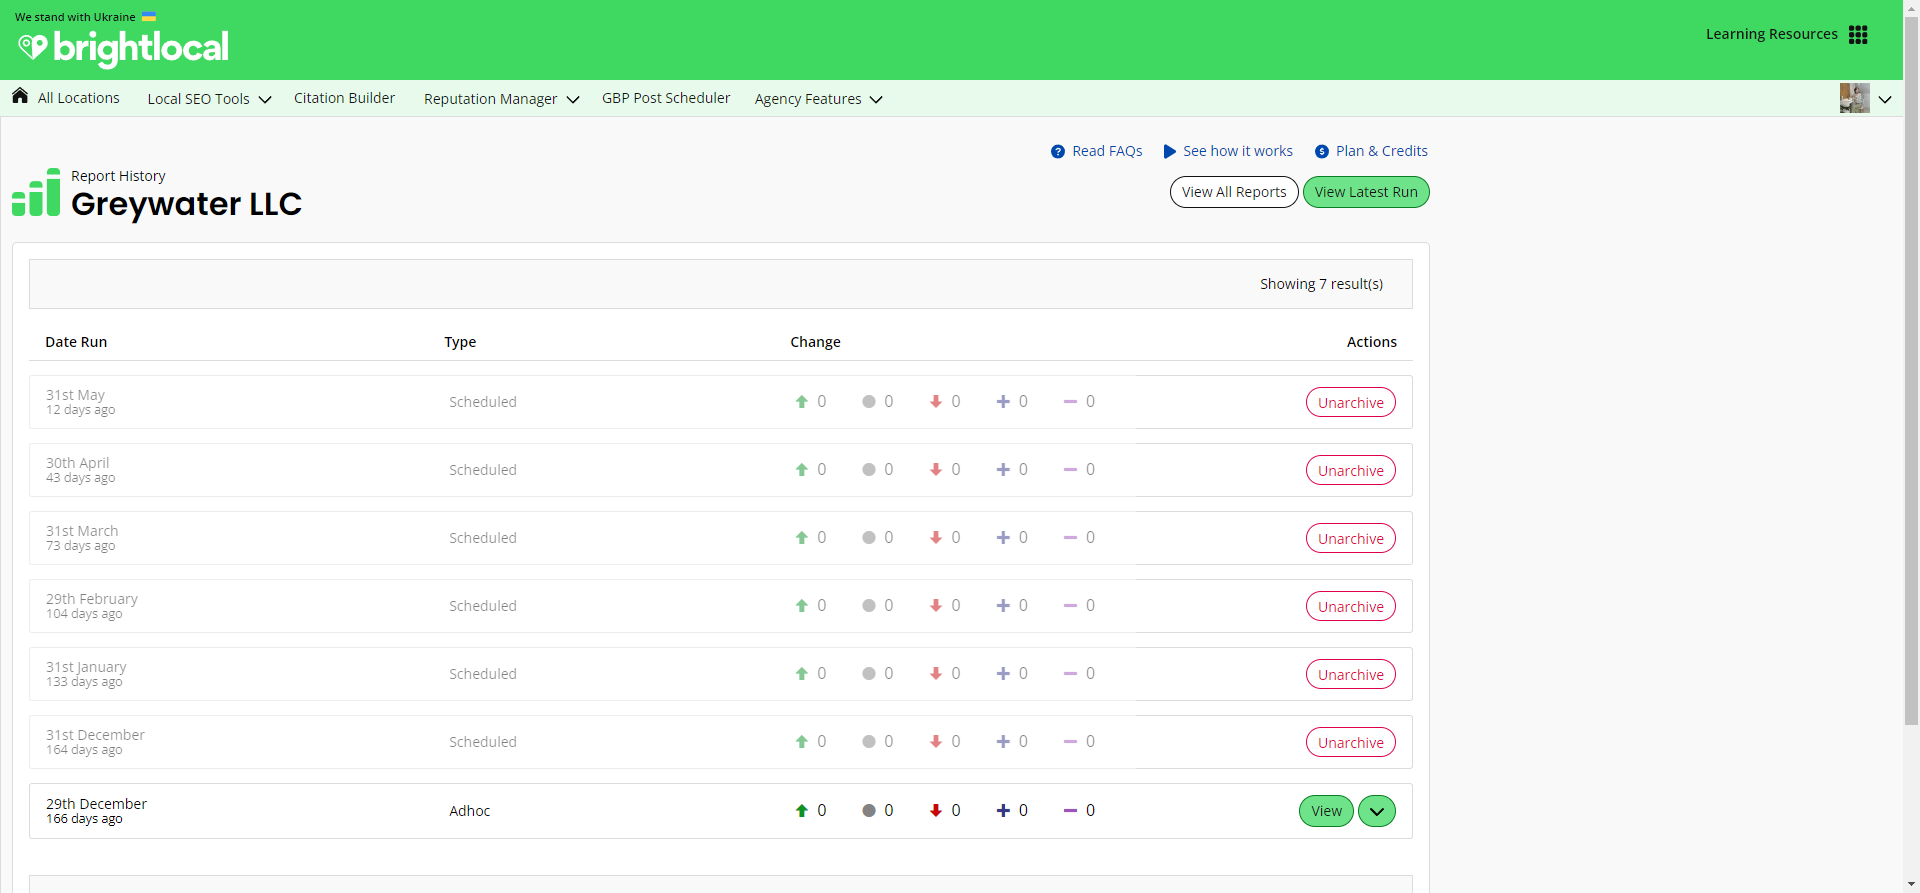 We stand with Ukraine
brightlocal
Learning Resources
All Locations Local SEO Tools Citation Builder Reputation Manager GBP Post Scheduler Agency Features
Read FAQs See how it works Plan & Credits
Report History
Greywater LLC
View All Reports View Latest Run
Showing 7 result(s)
Date Run Type Change Actions
31st May
12 days ago
Scheduled 0 0 0 0 0 Unarchive
30th April
43 days ago
Scheduled 0 0 0 0 0 Unarchive
31st March
73 days ago
Scheduled 0 0 0 0 0 Unarchive
29th February
104 days ago
Scheduled 0 0 0 0 0 Unarchive
31st January
133 days ago
Scheduled 0 0 0 0 0 Unarchive
31st December
164 days ago
Scheduled 0 0 0 0 0 Unarchive
29th December
166 days ago
Adhoc 0 0 0 0 0 View